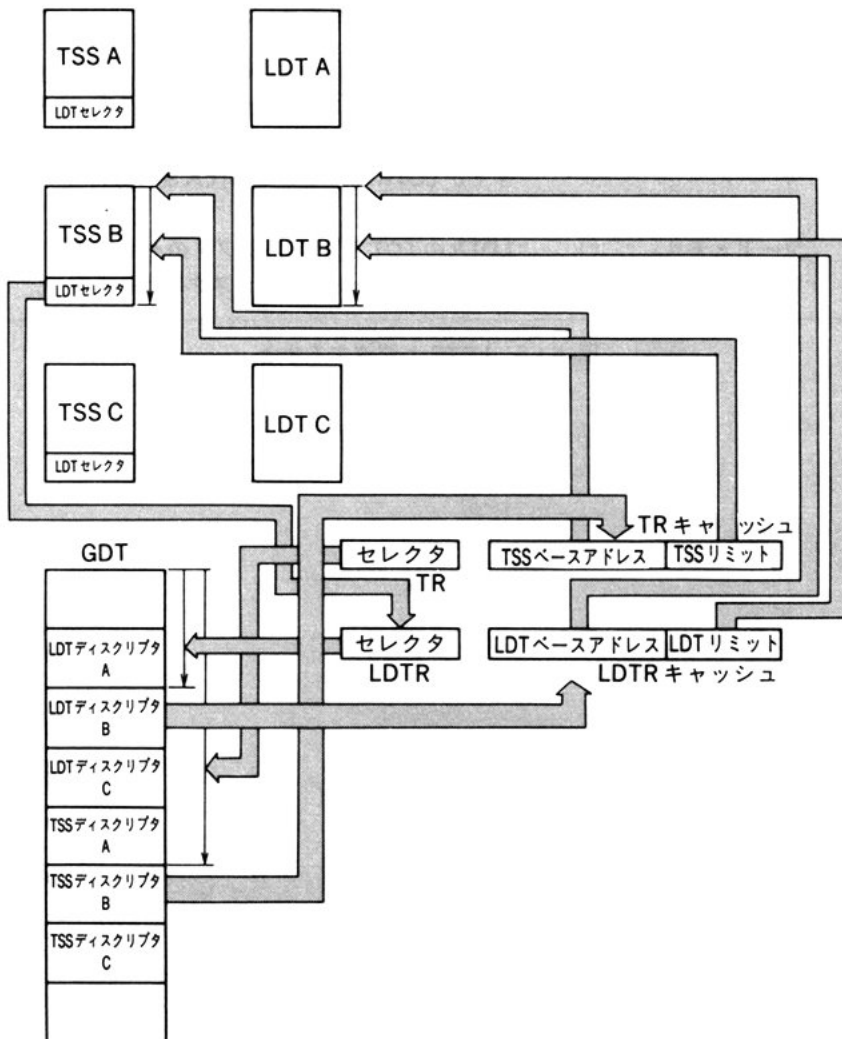 TSS A
LDTセレクタ
LDT A
TSS B
LDTセレクタ
LDT B
TSS C
LDTセレクタ
LDT C
GDT
LDTディスクリプタ
A
LDTディスクリプタ
B
LDTディスクリプタ
C
TSSディスクリプタ
A
TSSディスクリプタ
B
TSSディスクリプタ
C
セレクタ
TR
セレクタ
LDTR
TRキャッシュ
TSSベースアドレス
TSSリミット
LDTベースアドレス
LDTリミット
LDTRキャッシュ